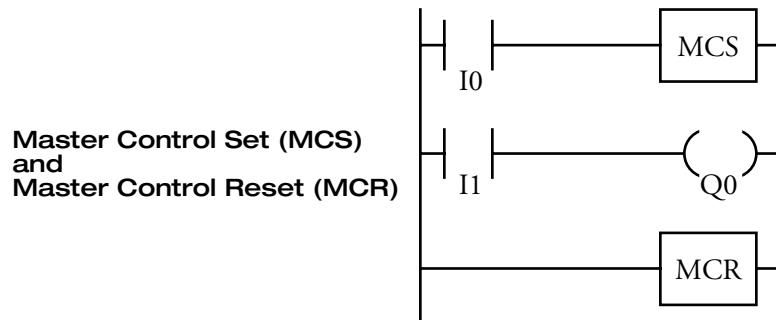 Master Control Set (MCS)
and
Master Control Reset (MCR)
MCS
I0
I1
Q0
MCR